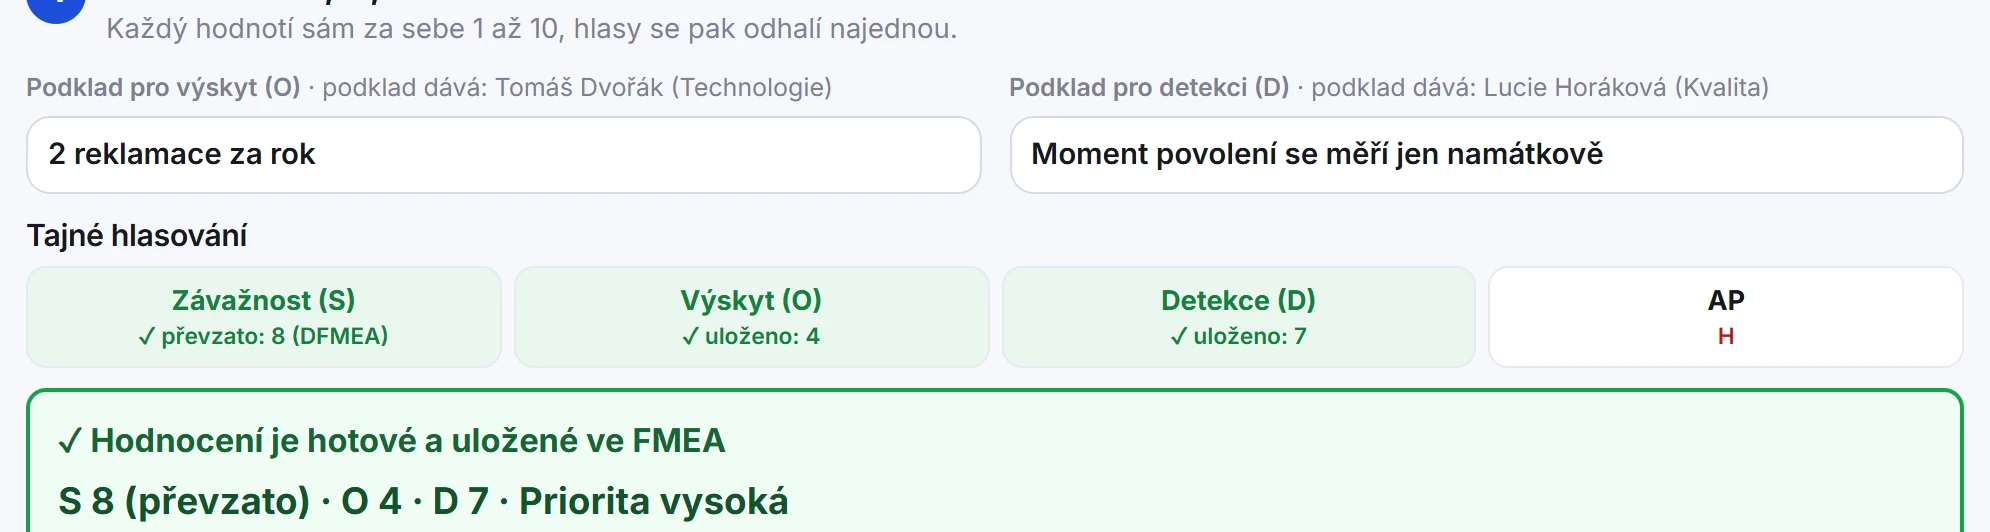 Každý hodnotí sám za sebe 1 až 10, hlasy se pak odhalí najednou.
Podklad pro výskyt (O) · podklad dává: Tomáš Dvořák (Technologie)
Podklad pro detekci (D) · podklad dává: Lucie Horáková (Kvalita)
2 reklamace za rok
Moment povolení se měří jen namátkově
Tajné hlasování
Závažnost (S)
✓ převzato: 8 (DFMEA)
Výskyt (O)
✓ uloženo: 4
Detekce (D)
✓ uloženo: 7
AP
H
✓ Hodnocení je hotové a uložené ve FMEA
S 8 (převzato) · O 4 · D 7 · Priorita vysoká